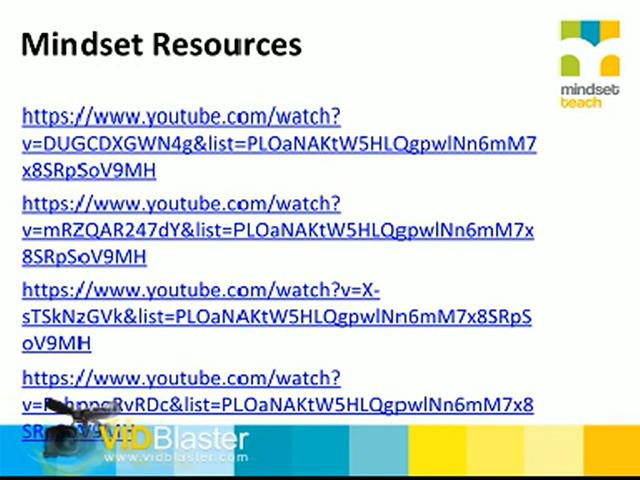 Mindset Resources
mindset
teach
https://www.youtube.com/watch?
v=DUGCDXGWN4g&list=PLOaNAKtW5HLQgpwlNn6mM7
x8SRpSoV9MH
https://www.youtube.com/watch?
v=mRZQAR247dY&list=PLOaNAKtW5HLQgpwlNn6mM7x
8SRpSoV9MH
https://www.youtube.com/watch?v=X-
sTSkNzGVk&list=PLOaNAKtW5HLQgpwlNn6mM7x8SRpS
oV9MH
https://www.youtube.com/watch?
VIDBlaster
www.vidblaster.com